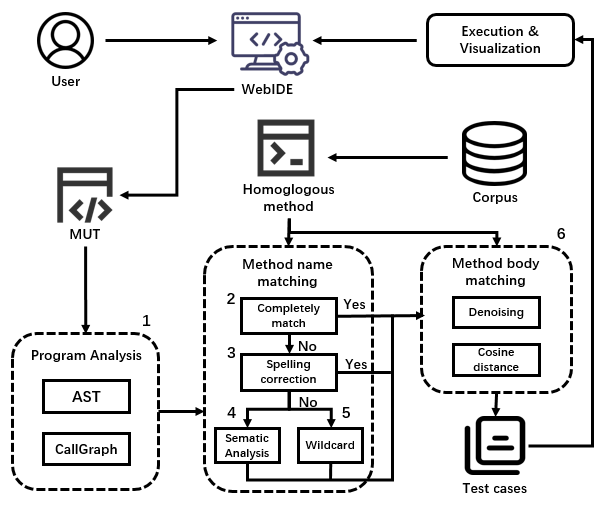 User
WebIDE
Execution &
Visualization
MUT
Homoglogous
method
Corpus
1
Program Analysis
AST
CallGraph
Method name
matching
2
Completely
match
Yes
No
3
Spelling
correction
Yes
No
4
Sematic
Analysis
5
Wildcard
6
Method body
matching
Denoising
Cosine
distance
Test cases